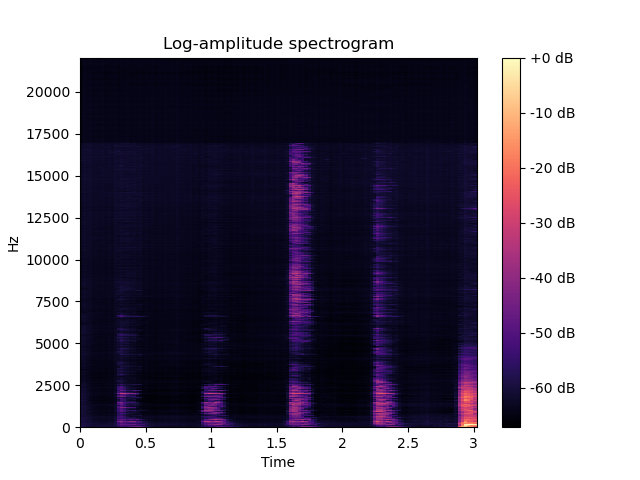 Log-amplitude spectrogram
+0 dB
20000
-10 dB
17500
-20 dB
15000
12500
-30 dB
Hz
10000
-40 dB
7500
-50 dB
5000
2500
-60 dB
0
0 0.5 1 1.5 2 2.5 3
Time